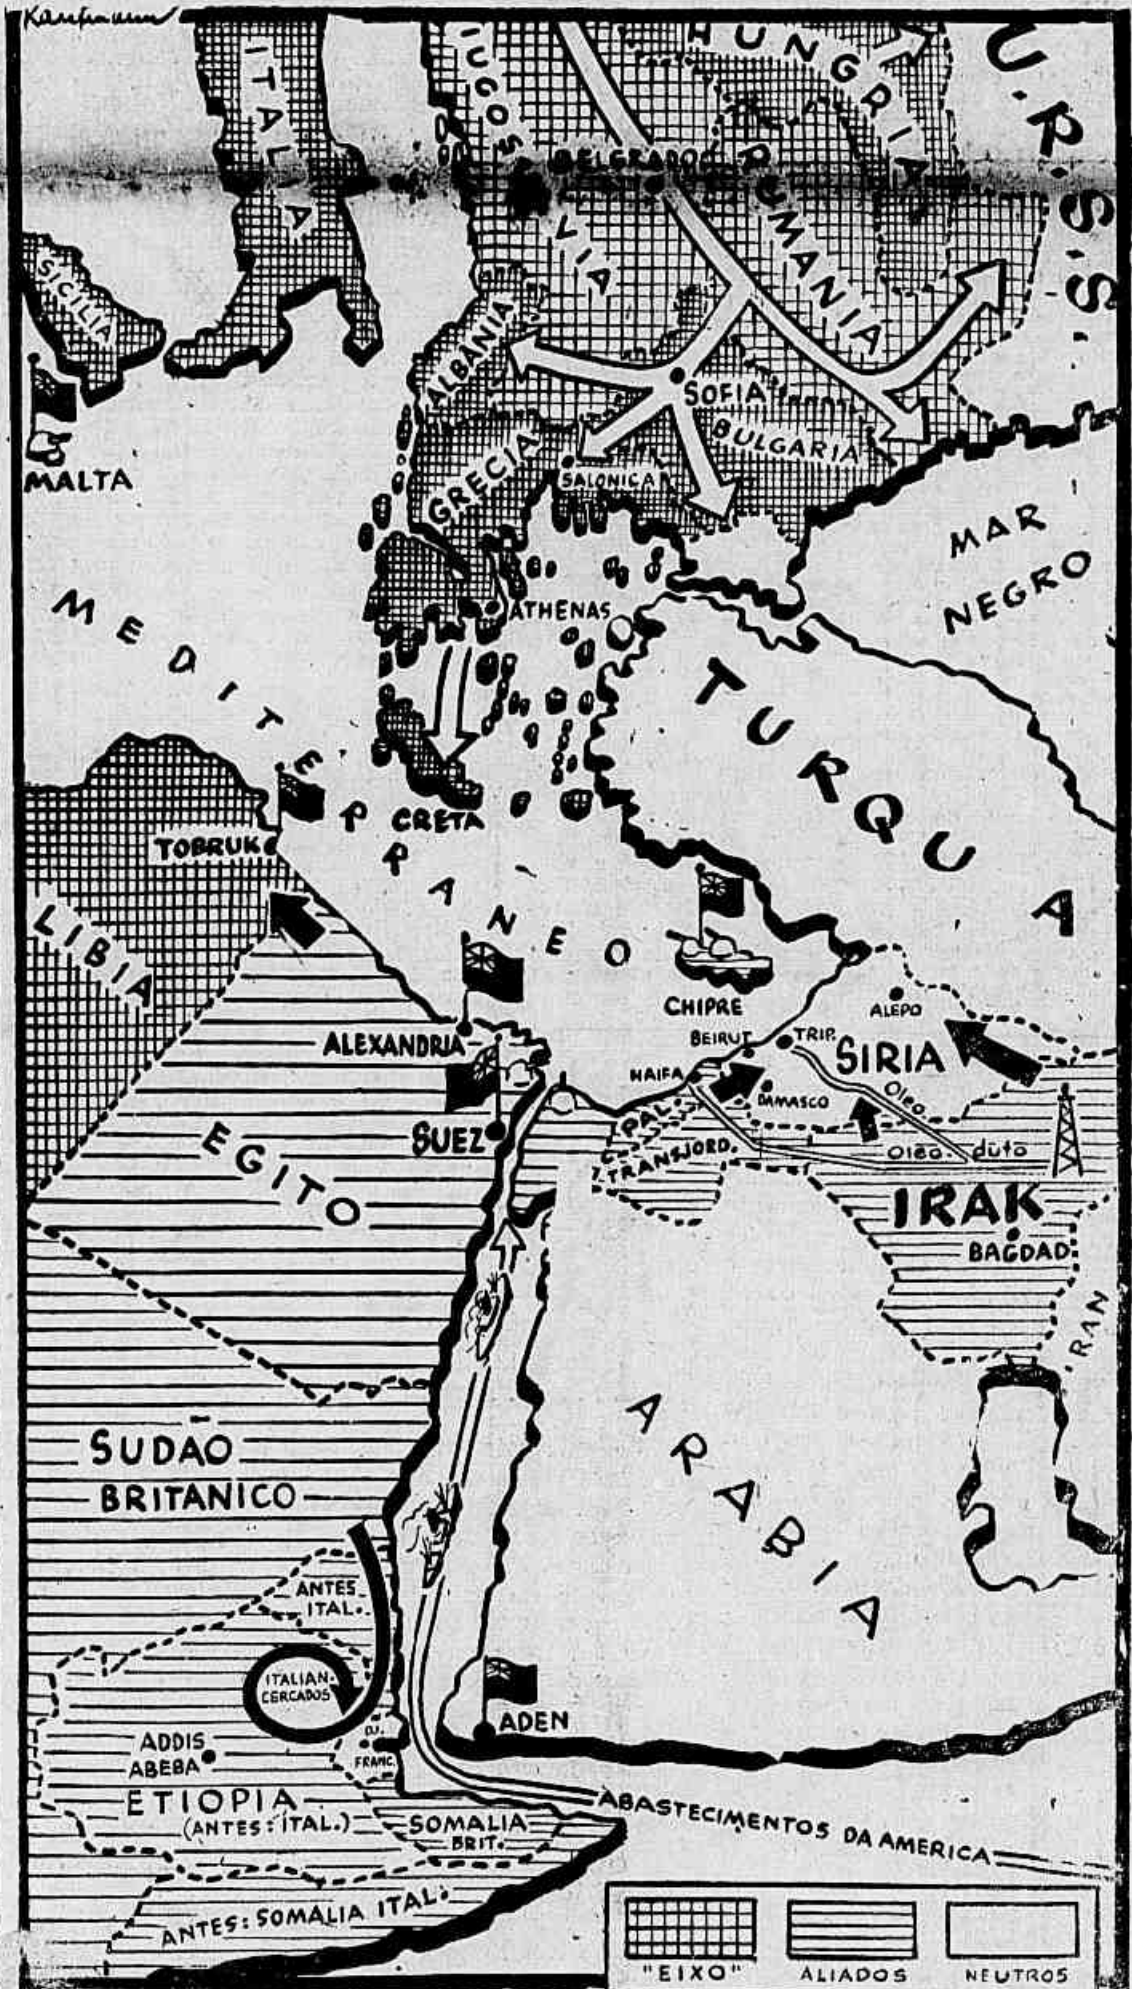 Kaufmann
ITALIA
IUGOS
VIA
HUNGRIA
U.R.S.S.
BELGRADO
RUMANIA
SICILIA
ALBANIA
SOFIA
BULGARIA
GRECIA
SALONICA
MALTA
MAR
NEGRO
ATHENAS
MEDITERRANEO
TURQUIA
CRETA
TOBRUK
LIBIA
CHIPRE
ALEPO
ALEXANDRIA
BEIRUT
TRIP.
SIRIA
HAIFA
DAMASCO
Oleo
PAL.
SUEZ
TRANSJORD.
Oleo. duto
EGITO
IRAK
BAGDAD
IRAN
ARABIA
SUDÃO
BRITANICO
ANTES
ITAL.
ITALIAN.
CERCADOS
DJ.
FRANC.
ADEN
ADDIS
ABEBA
ETIOPIA
(ANTES: ITAL.)
SOMALIA
BRIT.
ABASTECIMENTOS DA AMERICA
ANTES: SOMALIA ITAL.
"EIXO"
ALIADOS
NEUTROS